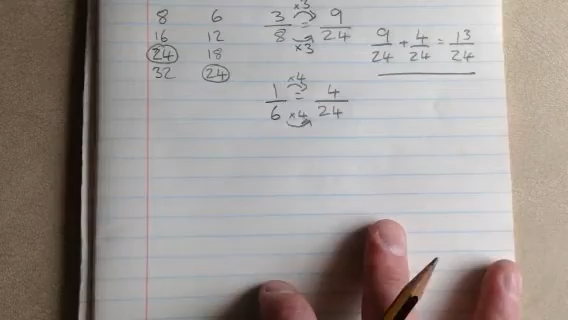 8 6
16 12
24 18
32 24
×3
3/8 = 9/24
×3
×4
1/6 = 4/24
×4
9/24 + 4/24 = 13/24